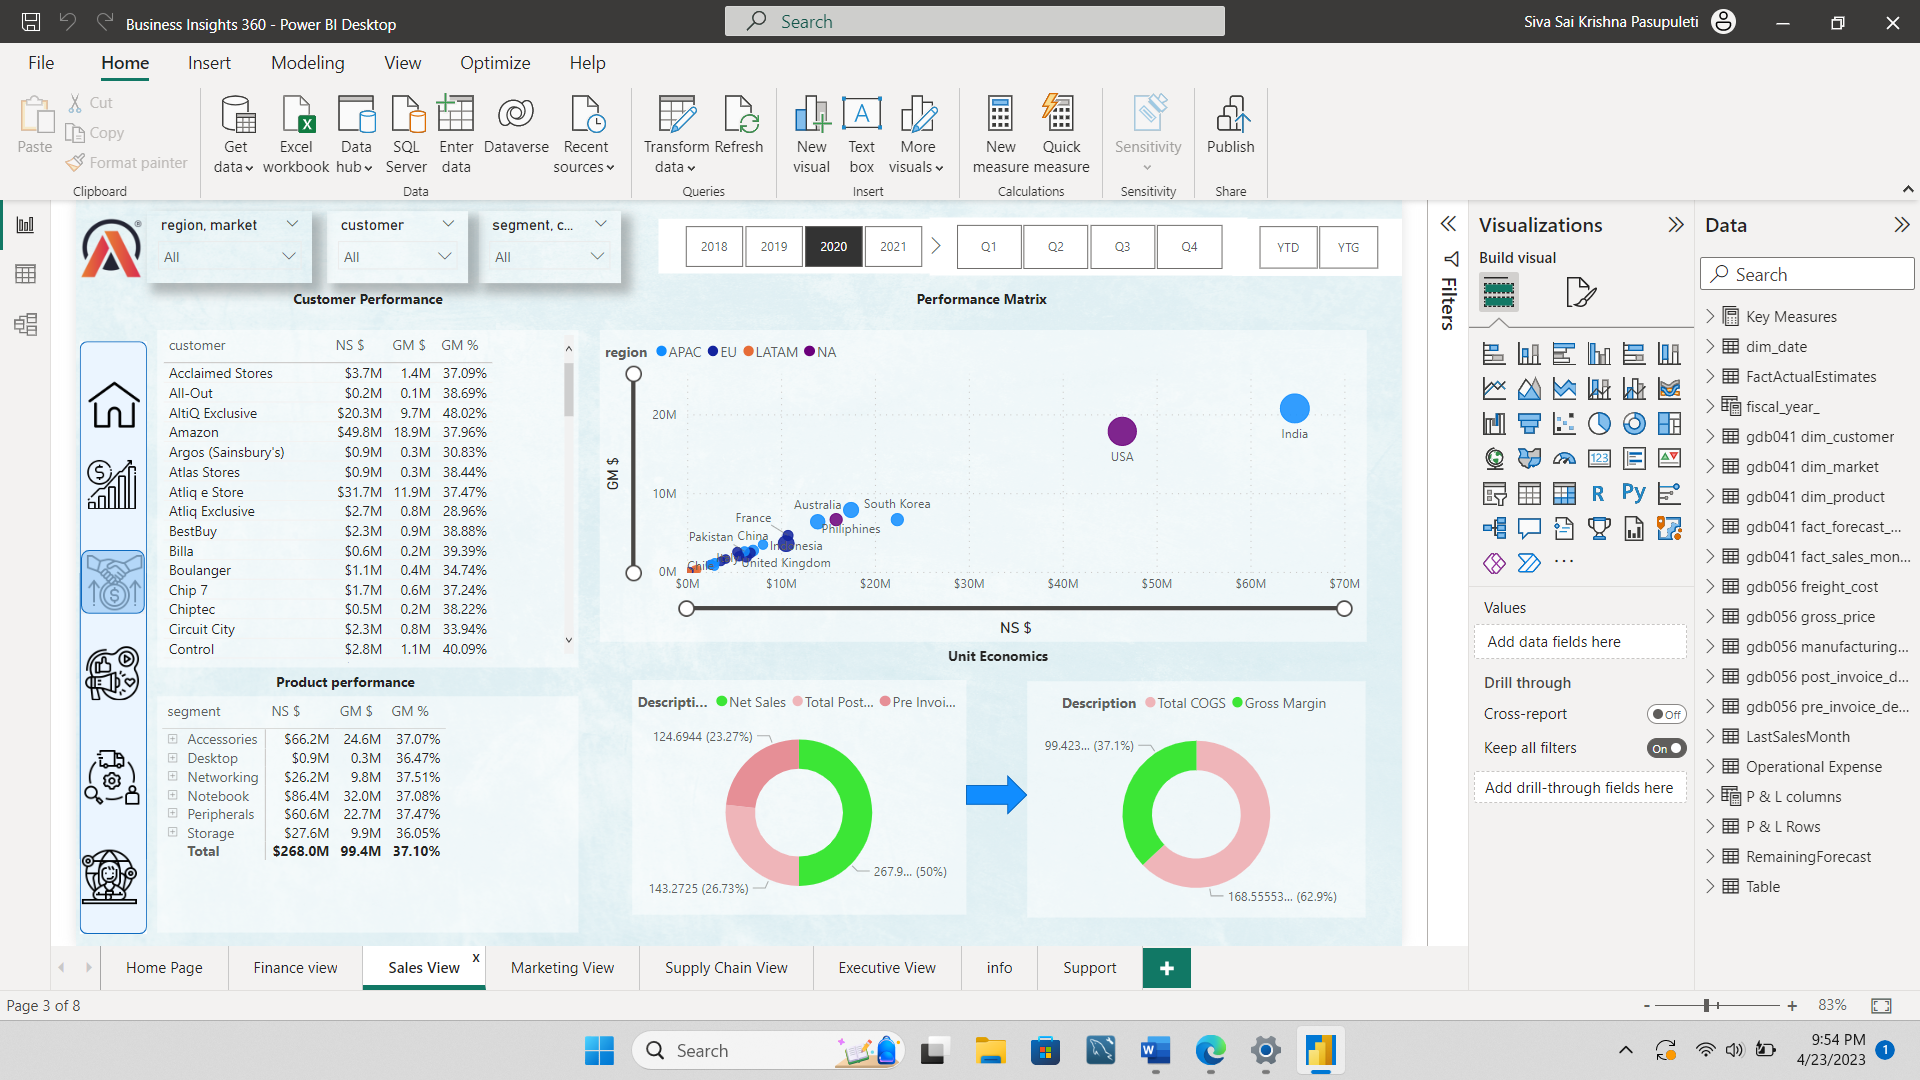 Business Insights 360 - Power BI Desktop
Search
Siva Sai Krishna Pasupuleti
File
Home
Insert
Modeling
View
Optimize
Help
Paste
Cut
Copy
Format painter
Clipboard
Get data
Excel workbook
Data hub
SQL Server
Enter data
Dataverse
Recent sources
Data
Transform data
Refresh
Queries
New visual
Text box
More visuals
Insert
New measure
Quick measure
Calculations
Sensitivity
Sensitivity
Publish
Share
region, market
All
customer
All
segment, c...
All
2018
2019
2020
2021
Q1
Q2
Q3
Q4
YTD
YTG
Customer Performance
customer NS $ GM $ GM %
Acclaimed Stores $3.7M 1.4M 37.09%
All-Out $0.2M 0.1M 38.69%
AltiQ Exclusive $20.3M 9.7M 48.02%
Amazon $49.8M 18.9M 37.96%
Argos (Sainsbury's) $0.9M 0.3M 30.83%
Atlas Stores $0.9M 0.3M 38.44%
Atliq e Store $31.7M 11.9M 37.47%
Atliq Exclusive $2.7M 0.8M 28.96%
BestBuy $2.3M 0.9M 38.88%
Billa $0.6M 0.2M 39.39%
Boulanger $1.1M 0.4M 34.74%
Chip 7 $1.7M 0.6M 37.24%
Chiptec $0.5M 0.2M 38.22%
Circuit City $2.3M 0.8M 33.94%
Control $2.8M 1.1M 40.09%
Product performance
segment NS $ GM $ GM %
Accessories $66.2M 24.6M 37.07%
Desktop $0.9M 0.3M 36.47%
Networking $26.2M 9.8M 37.51%
Notebook $86.4M 32.0M 37.08%
Peripherals $60.6M 22.7M 37.47%
Storage $27.6M 9.9M 36.05%
Total $268.0M 99.4M 37.10%
Performance Matrix
region APAC EU LATAM NA
GM $
20M
10M
0M
India
USA
Australia
South Korea
France
Philiphines
Pakistan
China
Indonesia
Italy
United Kingdom
Chile
$0M $10M $20M $30M $40M $50M $60M $70M
NS $
Unit Economics
Descripti... Net Sales Total Post... Pre Invoi...
124.6944 (23.27%)
143.2725 (26.73%)
267.9... (50%)
Description Total COGS Gross Margin
99.423... (37.1%)
168.55553... (62.9%)
Filters
Visualizations
Build visual
123
R
Py
Values
Add data fields here
Drill through
Cross-report
Off
Keep all filters
On
Add drill-through fields here
Data
Search
Key Measures
dim_date
FactActualEstimates
fiscal_year_
gdb041 dim_customer
gdb041 dim_market
gdb041 dim_product
gdb041 fact_forecast_...
gdb041 fact_sales_mon...
gdb056 freight_cost
gdb056 gross_price
gdb056 manufacturing...
gdb056 post_invoice_d...
gdb056 pre_invoice_de...
LastSalesMonth
Operational Expense
P & L columns
P & L Rows
RemainingForecast
Table
Home Page
Finance view
Sales View
x
Marketing View
Supply Chain View
Executive View
info
Support
+
Page 3 of 8
- + 83%
Search
9:54 PM
4/23/2023
1